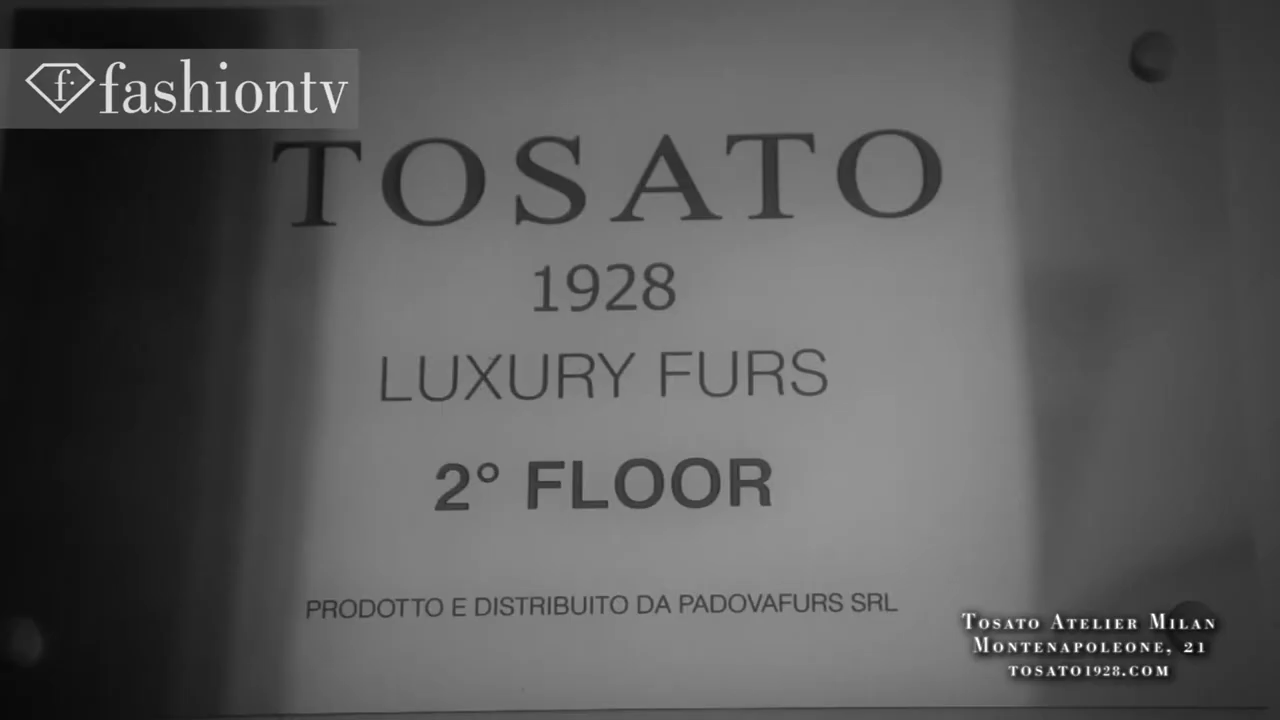 fashiontv
TOSATO
1928
LUXURY FURS
2° FLOOR
PRODOTTO E DISTRIBUITO DA PADOVAFURS SRL
Tosato Atelier Milan
Montenapoleone, 21
tosato1928.com